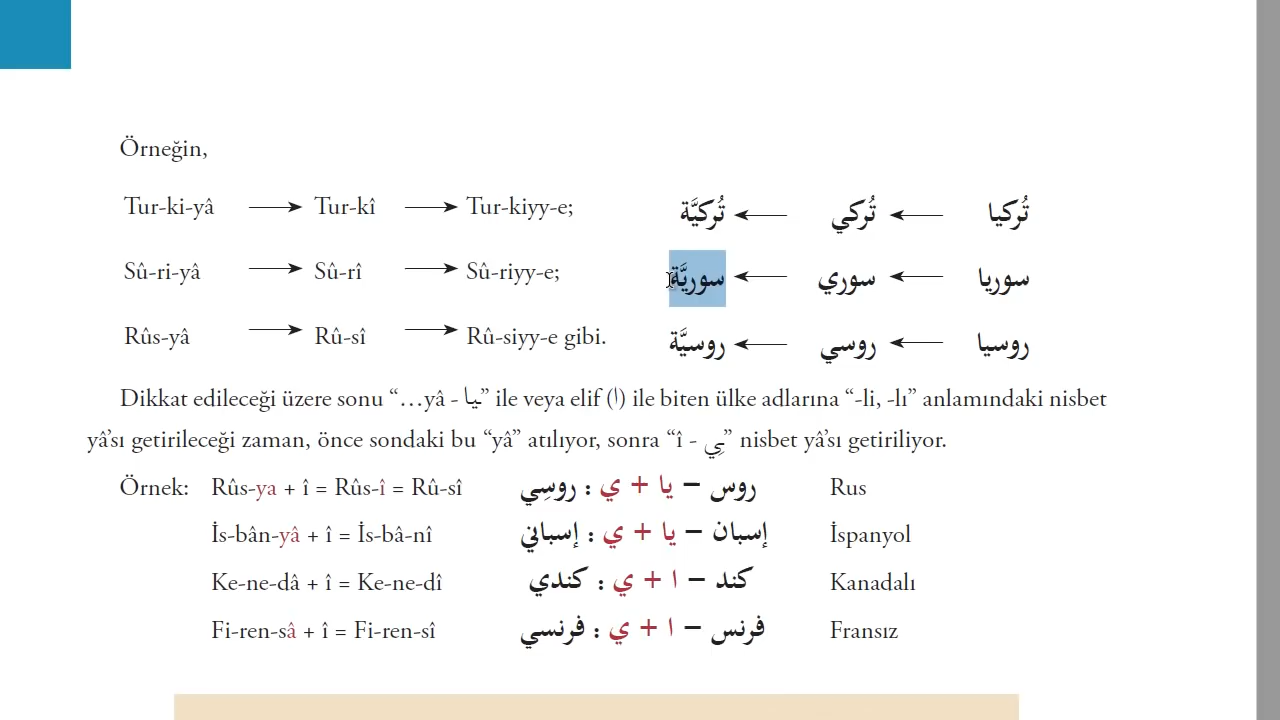 Örneğin,
Tur-ki-yâ → Tur-kî → Tur-kiyy-e; تُركيَّة ← تُركي ← تُركيا
Sû-ri-yâ → Sû-rî → Sû-riyy-e; سوريَّة ← سوري ← سوريا
Rûs-yâ → Rû-sî → Rû-siyy-e gibi. روسيَّة ← روسي ← روسيا
Dikkat edileceği üzere sonu “…yâ - يـا” ile veya elif (ا) ile biten ülke adlarına “-li, -lı” anlamındaki nisbet
yâ’sı getirileceği zaman, önce sondaki bu “yâ” atılıyor, sonra “î - ـِي” nisbet yâ’sı getiriliyor.
Örnek: Rûs-ya + î = Rûs-î = Rû-sî روس – يا + ي : روسِي Rus
İs-bân-yâ + î = İs-bâ-nî إسبان – يا + ي : إسباني İspanyol
Ke-ne-dâ + î = Ke-ne-dî كند – ا + ي : كندي Kanadalı
Fi-ren-sâ + î = Fi-ren-sî فرنس – ا + ي : فرنسي Fransız